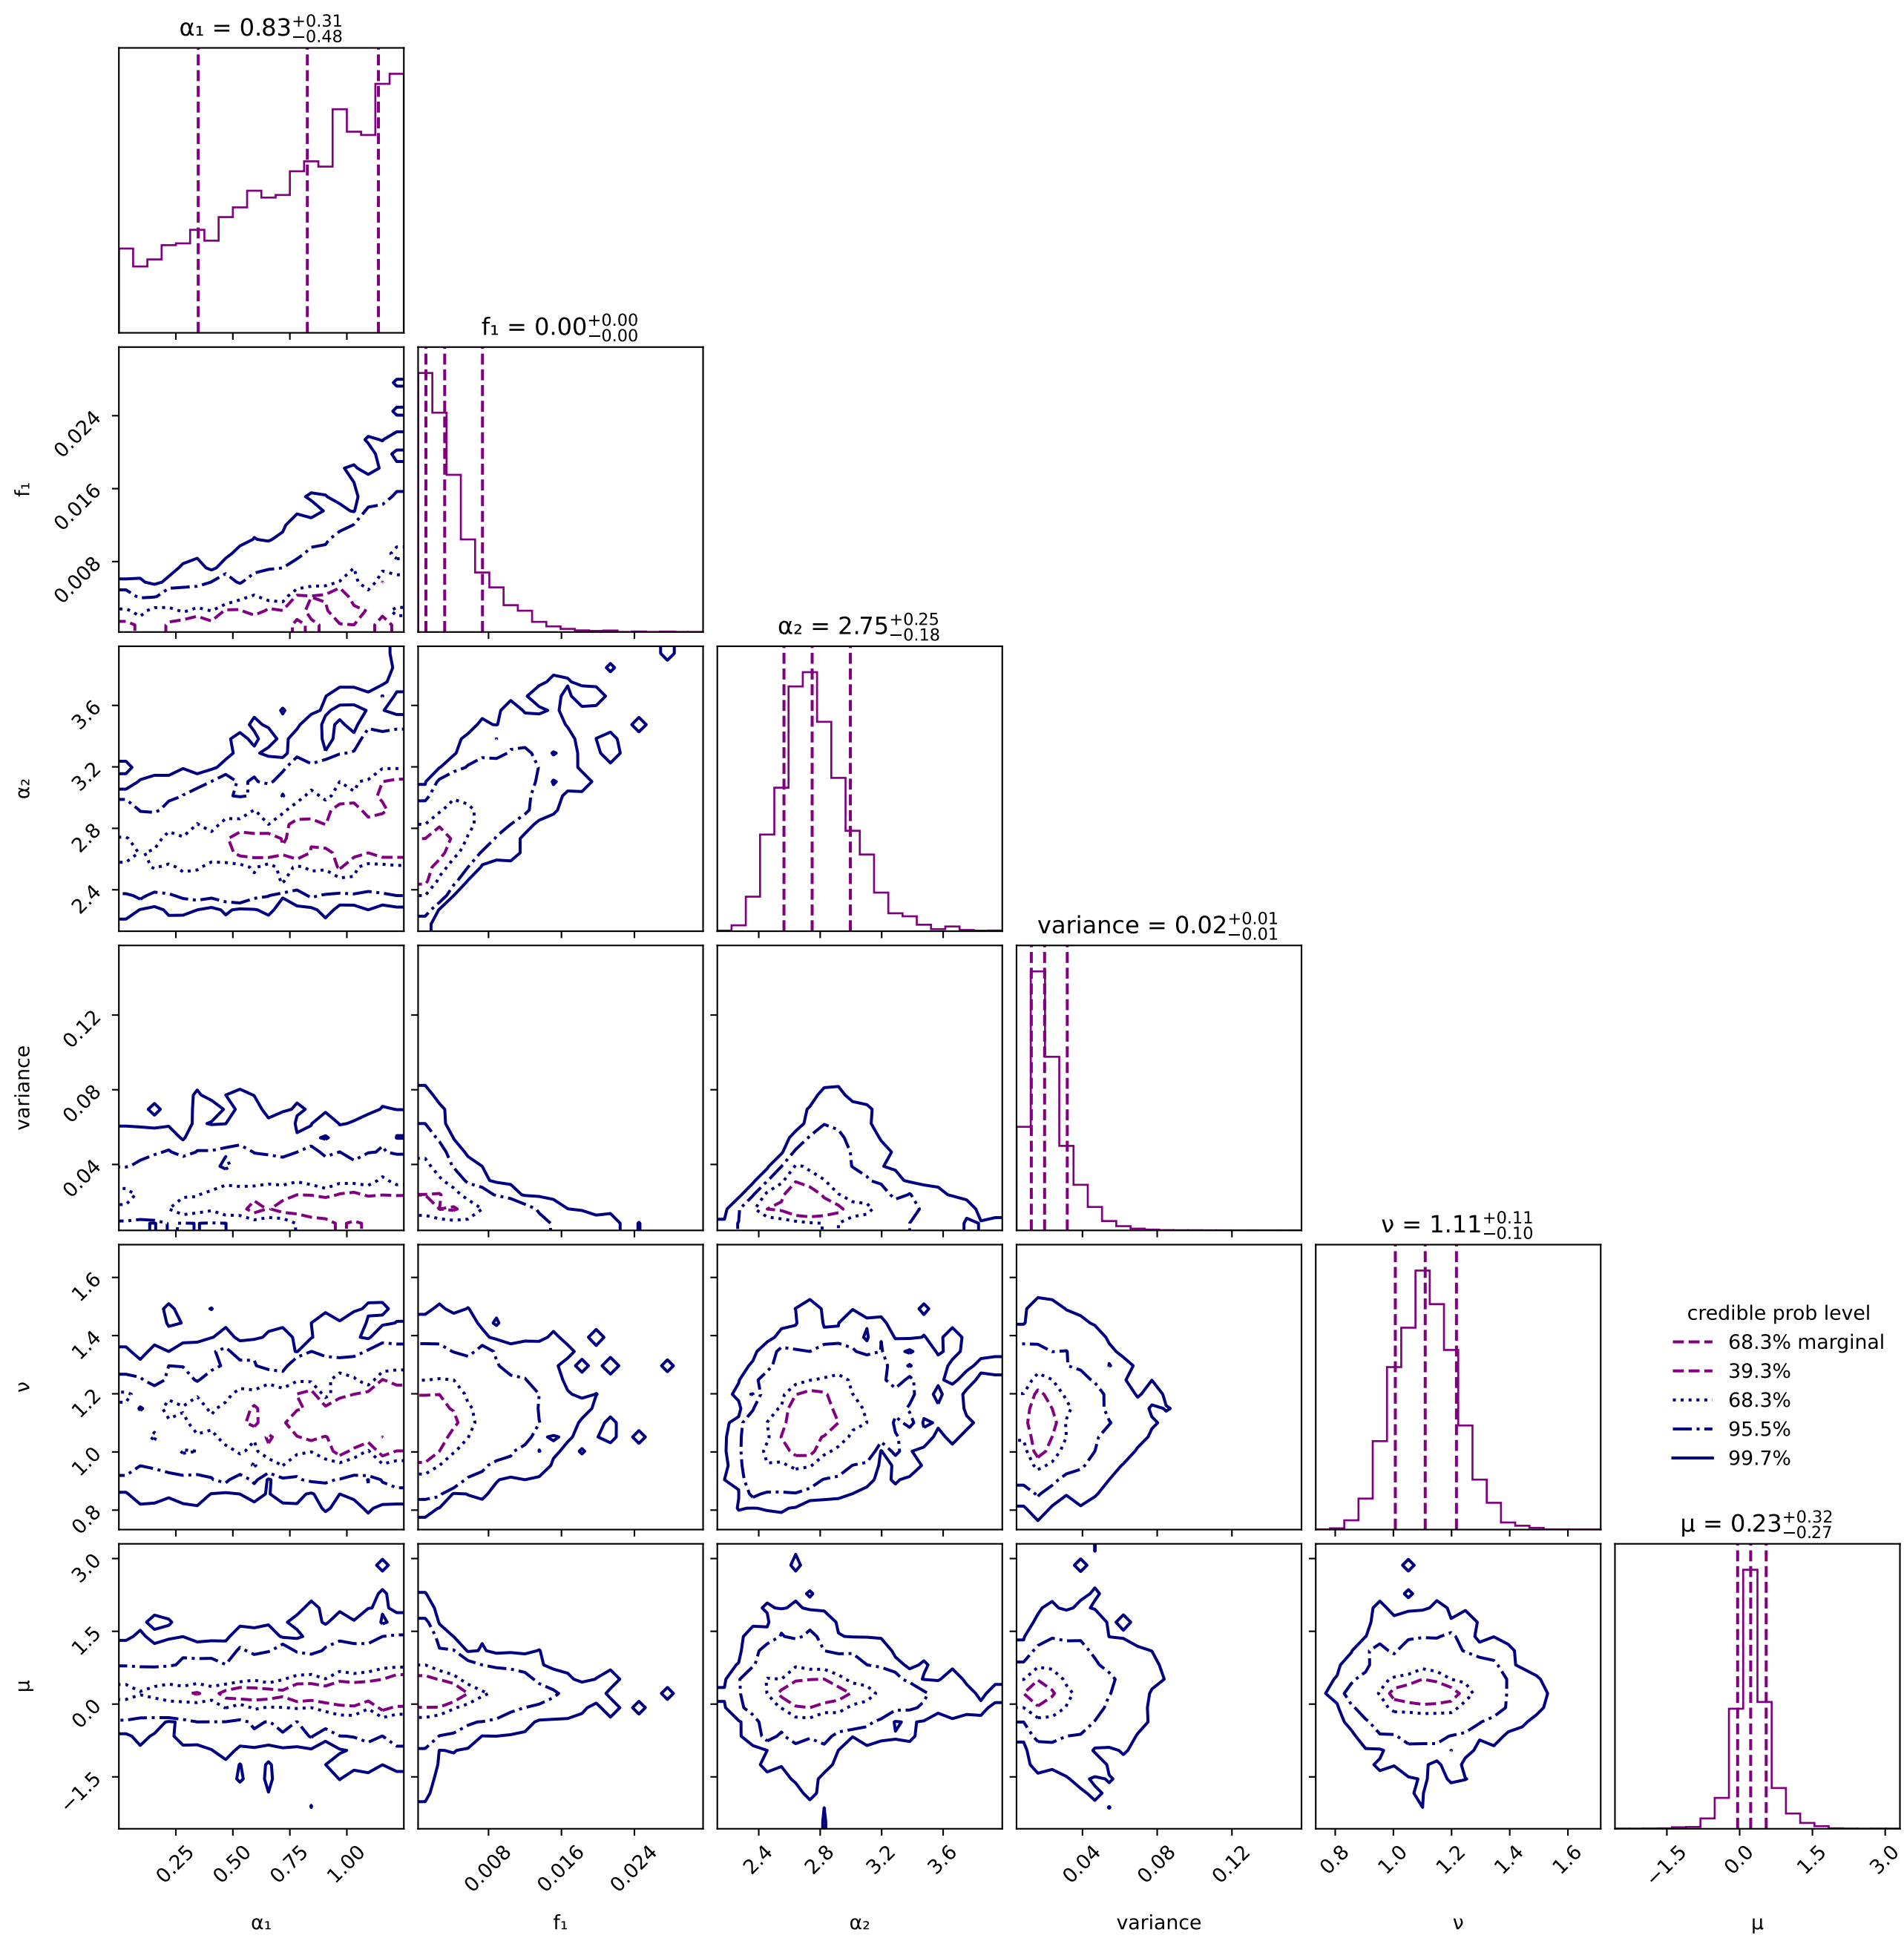 α₁ = 0.83+0.31−0.48
f₁ = 0.00+0.00−0.00
0.024
0.016
0.008
f₁
α₂ = 2.75+0.25−0.18
3.6
3.2
2.8
2.4
α₂
variance = 0.02+0.01−0.01
0.12
0.08
0.04
variance
ν = 1.11+0.11−0.10
1.6
1.4
1.2
1.0
0.8
ν
credible prob level
68.3% marginal
39.3%
68.3%
95.5%
99.7%
μ = 0.23+0.32−0.27
3.0
1.5
0.0
−1.5
μ
0.25 0.50 0.75 1.00
0.008 0.016 0.024
2.4 2.8 3.2 3.6
0.04 0.08 0.12
0.8 1.0 1.2 1.4 1.6
−1.5 0.0 1.5 3.0
α₁ f₁ α₂ variance ν μ